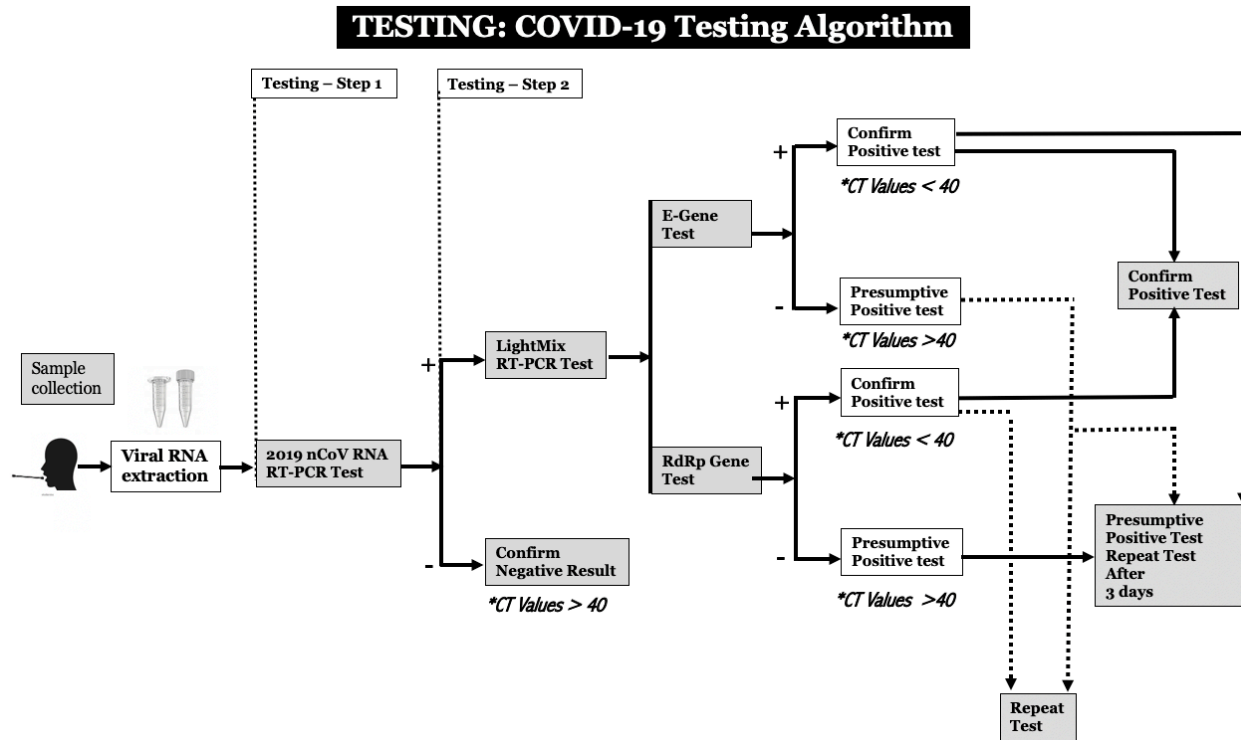 TESTING: COVID-19 Testing Algorithm
Testing – Step 1
Testing – Step 2
Sample
collection
Viral RNA
extraction
2019 nCoV RNA
RT-PCR Test
+
-
LightMix
RT-PCR Test
Confirm
Negative Result
*CT Values > 40
E-Gene
Test
+
-
Confirm
Positive test
*CT Values < 40
Presumptive
Positive test
*CT Values >40
RdRp Gene
Test
+
-
Confirm
Positive test
*CT Values < 40
Presumptive
Positive test
*CT Values >40
Confirm
Positive Test
Presumptive
Positive Test
Repeat Test
After
3 days
Repeat
Test